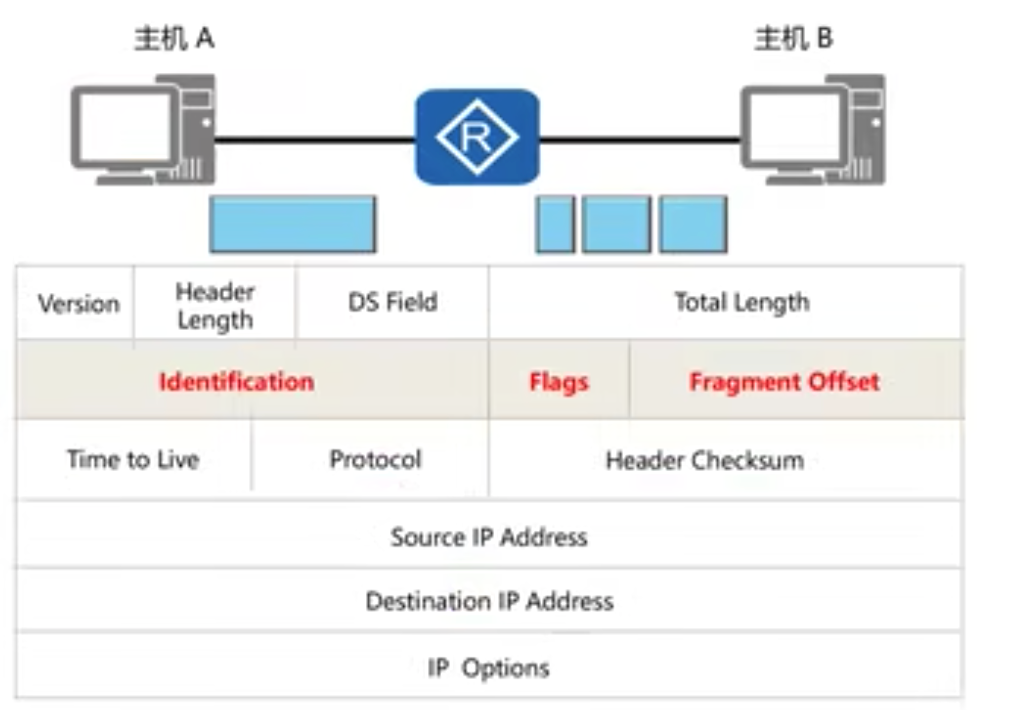 主机 A
主机 B
R
Version
Header
Length
DS Field
Total Length
Identification
Flags
Fragment Offset
Time to Live
Protocol
Header Checksum
Source IP Address
Destination IP Address
IP Options